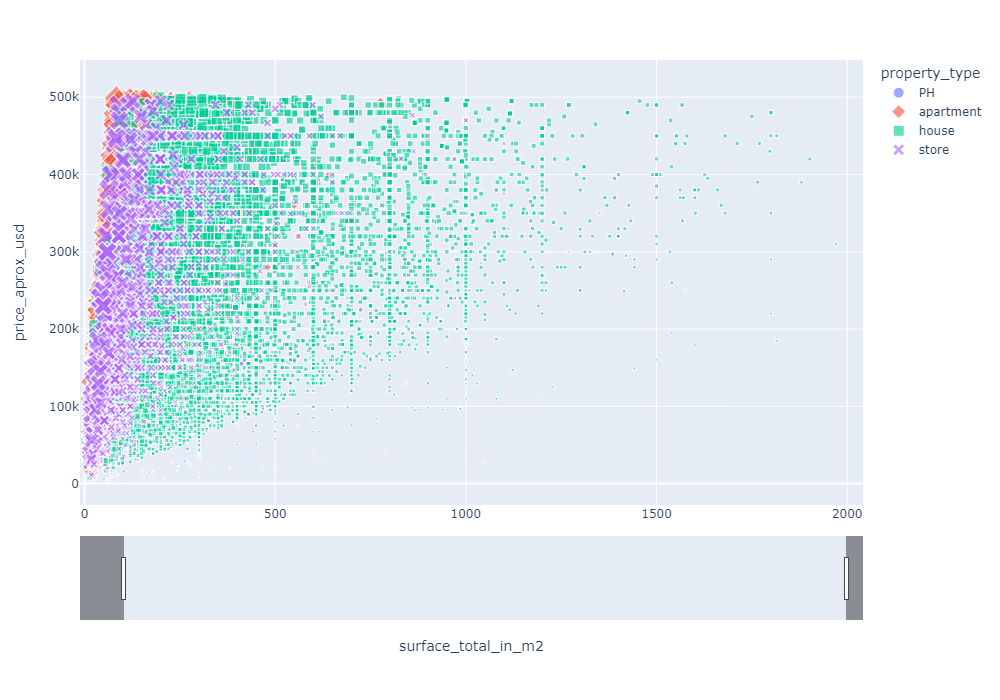 property_type
PH
apartment
house
store
price_aprox_usd
500k
400k
300k
200k
100k
0
0
500
1000
1500
2000
surface_total_in_m2